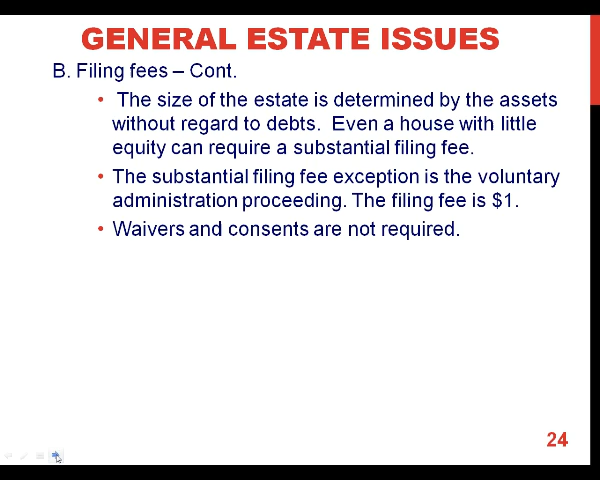 GENERAL ESTATE ISSUES
B. Filing fees – Cont.
• The size of the estate is determined by the assets
without regard to debts. Even a house with little
equity can require a substantial filing fee.
• The substantial filing fee exception is the voluntary
administration proceeding. The filing fee is $1.
• Waivers and consents are not required.
24